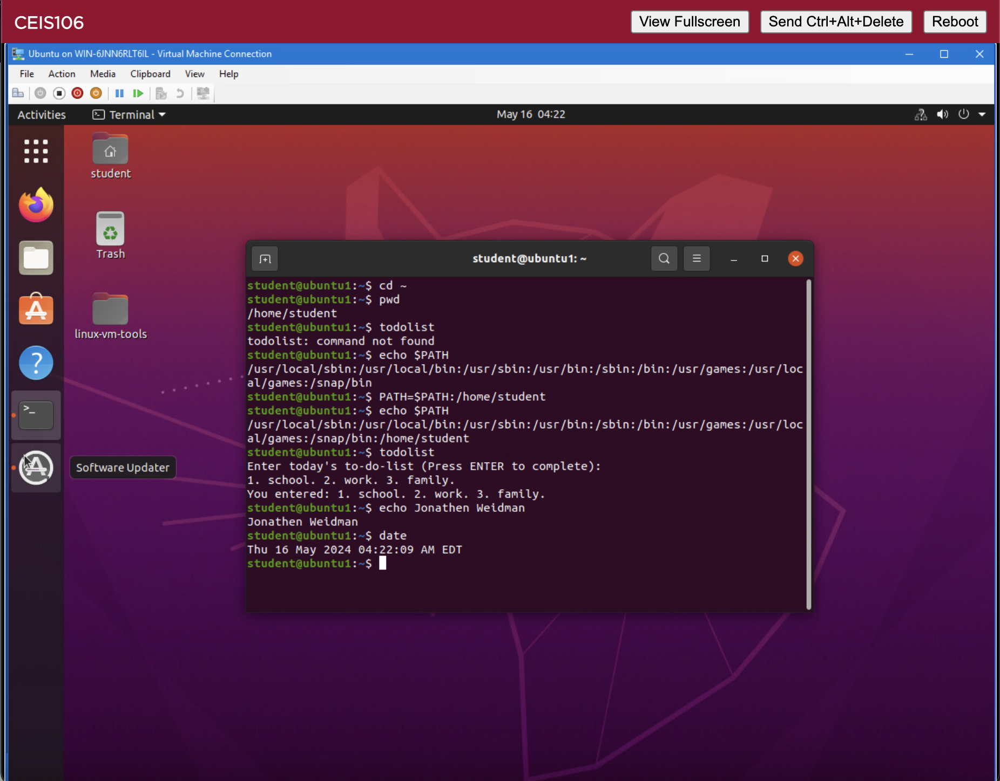 CEIS106
View Fullscreen
Send Ctrl+Alt+Delete
Reboot
Ubuntu on WIN-6JNN6RLT6IL - Virtual Machine Connection
File Action Media Clipboard View Help
Activities
Terminal
May 16 04:22
student
Trash
linux-vm-tools
Software Updater
student@ubuntu1: ~
student@ubuntu1:~$ cd ~
student@ubuntu1:~$ pwd
/home/student
student@ubuntu1:~$ todolist
todolist: command not found
student@ubuntu1:~$ echo $PATH
/usr/local/sbin:/usr/local/bin:/usr/sbin:/usr/bin:/sbin:/bin:/usr/games:/usr/loc
al/games:/snap/bin
student@ubuntu1:~$ PATH=$PATH:/home/student
student@ubuntu1:~$ echo $PATH
/usr/local/sbin:/usr/local/bin:/usr/sbin:/usr/bin:/sbin:/bin:/usr/games:/usr/loc
al/games:/snap/bin:/home/student
student@ubuntu1:~$ todolist
Enter today's to-do-list (Press ENTER to complete):
1. school. 2. work. 3. family.
You entered: 1. school. 2. work. 3. family.
student@ubuntu1:~$ echo Jonathen Weidman
Jonathen Weidman
student@ubuntu1:~$ date
Thu 16 May 2024 04:22:09 AM EDT
student@ubuntu1:~$